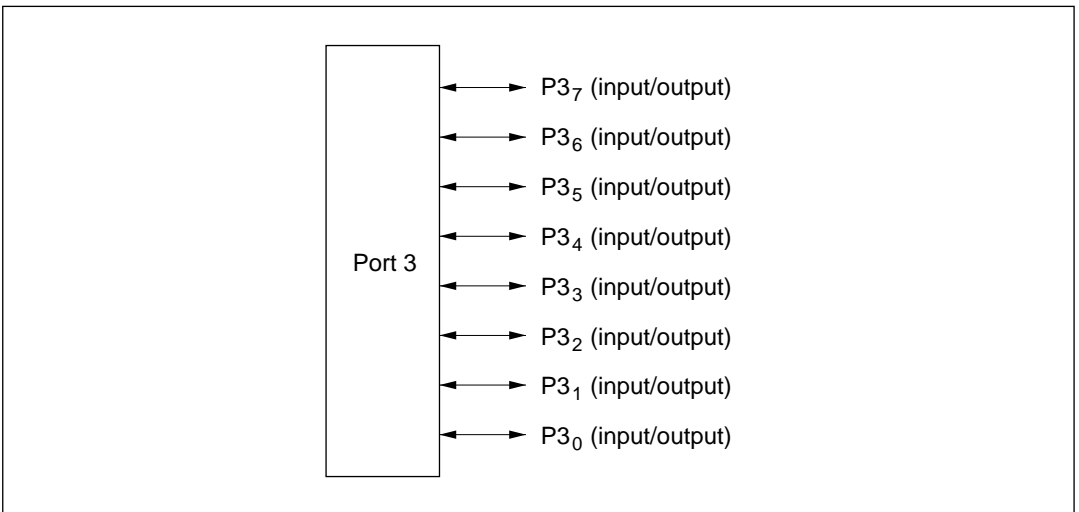 P3₇ (input/output)
P3₆ (input/output)
P3₅ (input/output)
P3₄ (input/output)
Port 3
P3₃ (input/output)
P3₂ (input/output)
P3₁ (input/output)
P3₀ (input/output)